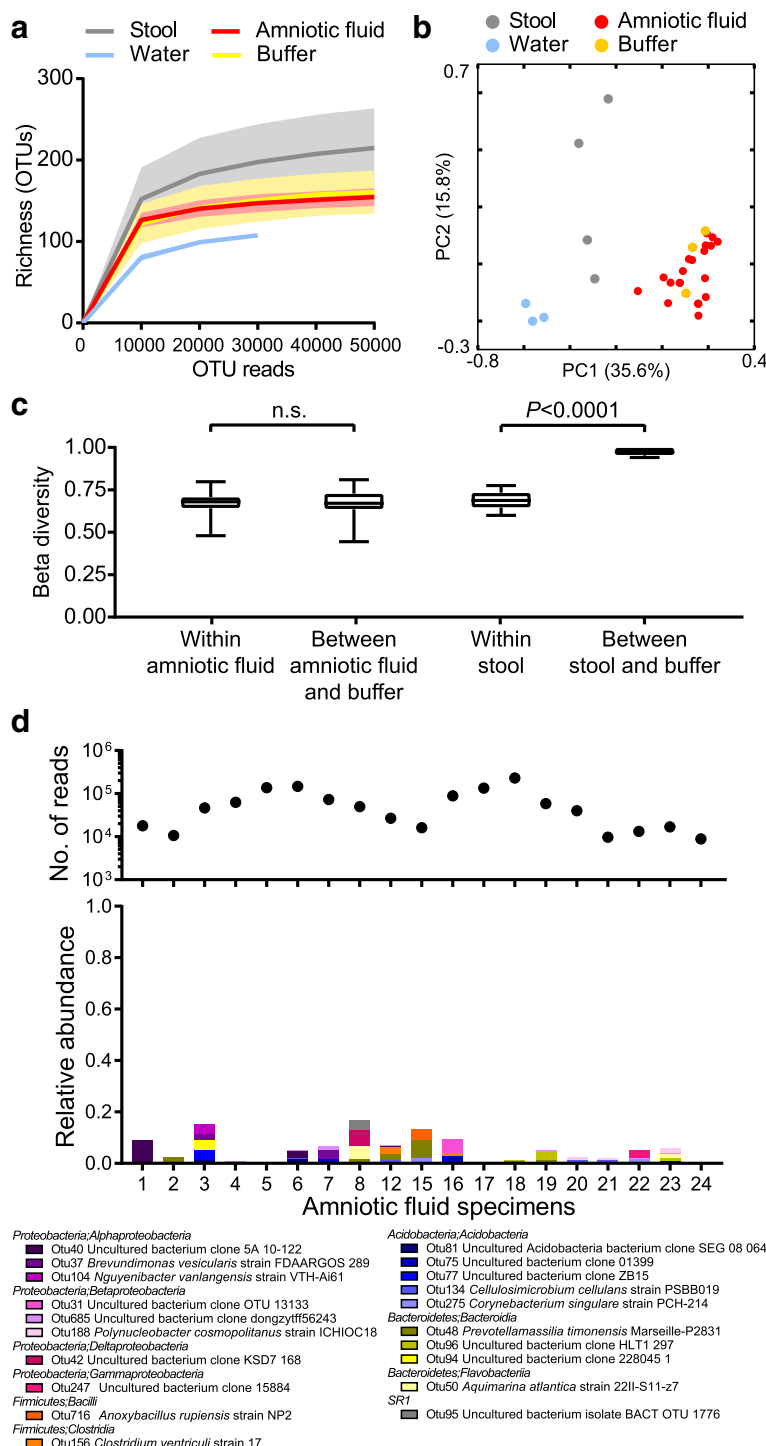 a
Stool
Amniotic fluid
Water
Buffer
300
200
100
0
Richness (OTUs)
0
10000
20000
30000
40000
50000
OTU reads
b
Stool
Amniotic fluid
Water
Buffer
0.7
-0.3
PC2 (15.8%)
-0.8
0.4
PC1 (35.6%)
c
n.s.
P<0.0001
1.00
0.75
0.50
0.25
0.00
Beta diversity
Within
amniotic fluid
Between
amniotic fluid
and buffer
Within
stool
Between
stool and buffer
d
10⁶
10⁵
10⁴
10³
No. of reads
1.0
0.8
0.6
0.4
0.2
0.0
Relative abundance
1 2 3 4 5 6 7 8 12 15 16 17 18 19 20 21 22 23 24
Amniotic fluid specimens
Proteobacteria;Alphaproteobacteria
Otu40 Uncultured bacterium clone 5A 10-122
Otu37 Brevundimonas vesicularis strain FDAARGOS 289
Otu104 Nguyenibacter vanlangensis strain VTH-Ai61
Proteobacteria;Betaproteobacteria
Otu31 Uncultured bacterium clone OTU 13133
Otu685 Uncultured bacterium clone dongzytff56243
Otu188 Polynucleobacter cosmopolitanus strain ICHIOC18
Proteobacteria;Deltaproteobacteria
Otu42 Uncultured bacterium clone KSD7 168
Proteobacteria;Gammaproteobacteria
Otu247 Uncultured bacterium clone 15884
Firmicutes;Bacilli
Otu716 Anoxybacillus rupiensis strain NP2
Firmicutes;Clostridia
Otu156 Clostridium ventriculi strain 17
Acidobacteria;Acidobacteria
Otu81 Uncultured Acidobacteria bacterium clone SEG 08 064
Otu75 Uncultured bacterium clone 01399
Otu77 Uncultured bacterium clone ZB15
Otu134 Cellulosimicrobium cellulans strain PSBB019
Otu275 Corynebacterium singulare strain PCH-214
Bacteroidetes;Bacteroidia
Otu48 Prevotellamassilia timonensis Marseille-P2831
Otu96 Uncultured bacterium clone HLT1 297
Otu94 Uncultured bacterium clone 228045 1
Bacteroidetes;Flavobacteriia
Otu50 Aquimarina atlantica strain 22II-S11-z7
SR1
Otu95 Uncultured bacterium isolate BACT OTU 1776